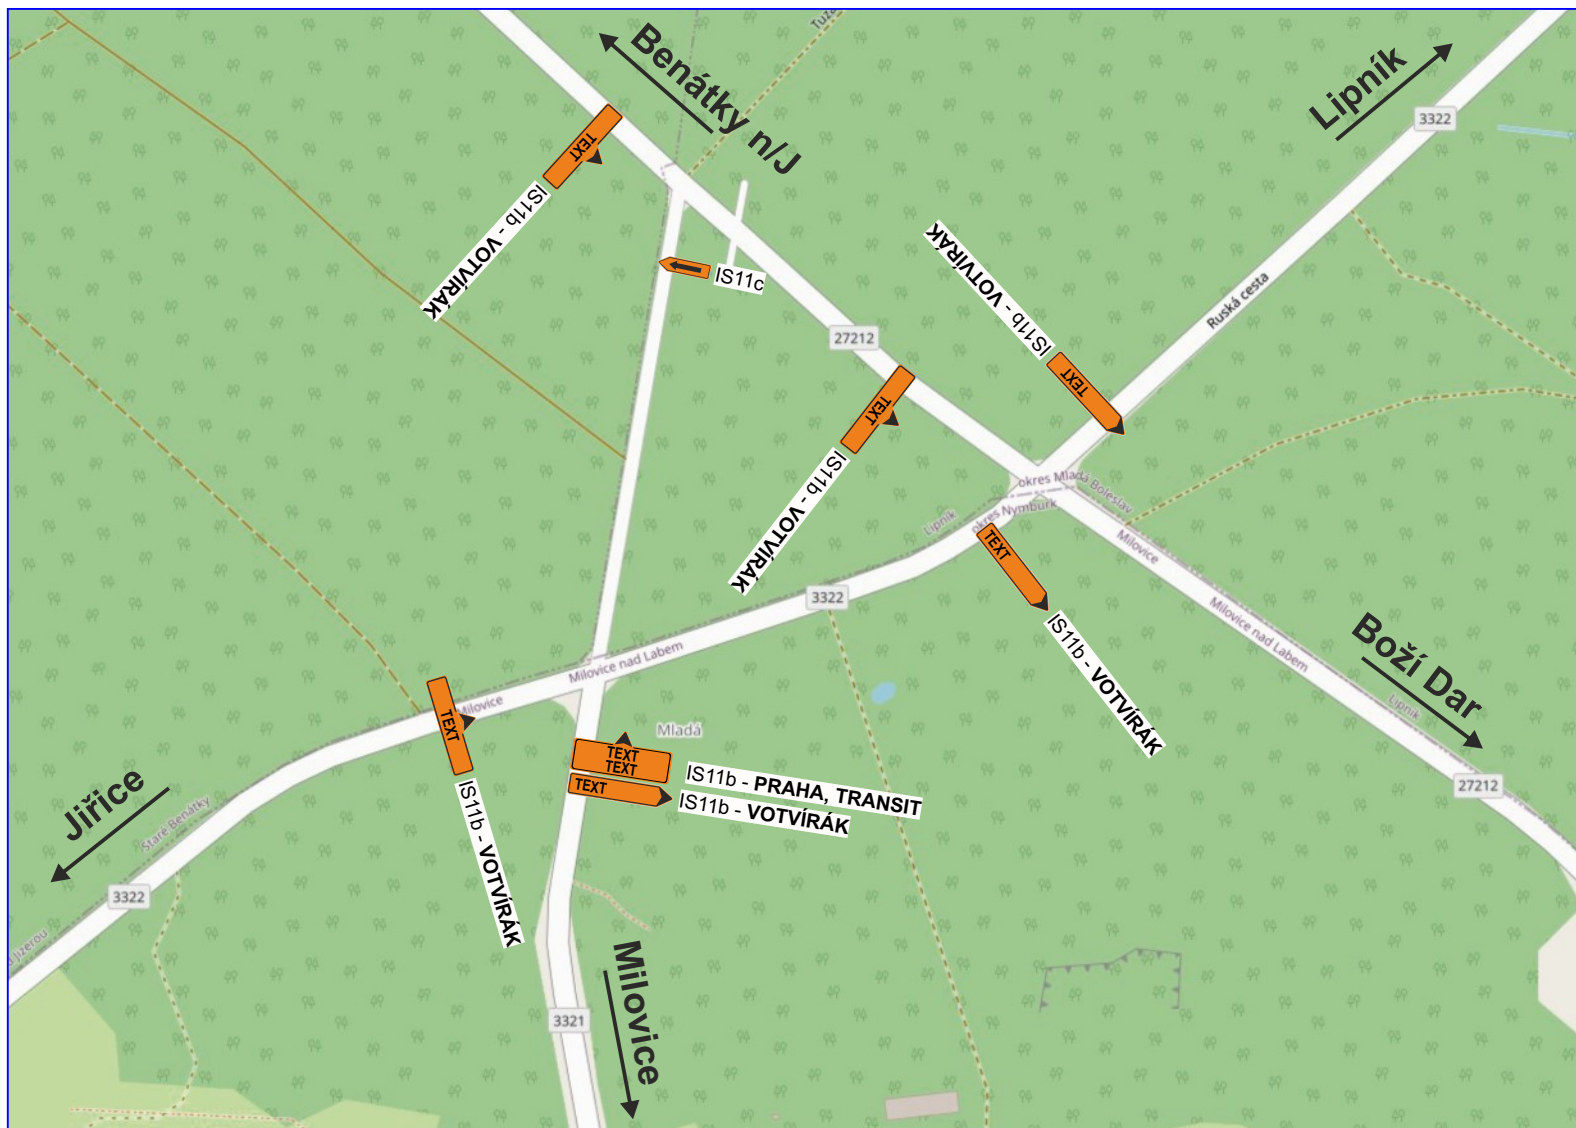 Tuž
Benátky n/J
Lipník
3322
TEXT
IS11b - VOTVÍRÁK
IS11c
IS11b - VOTVÍRÁK
Ruská cesta
27212
TEXT
TEXT
IS11b - VOTVÍRÁK
okres Mladá Boleslav
okres Nymburk
Lipník
TEXT
Milovice
3322
IS11b - VOTVÍRÁK
Milovice nad Labem
Milovice nad Labem
Boží Dar
Lipník
Milovice
TEXT
Mladá
TEXT
TEXT
IS11b - PRAHA, TRANSIT
TEXT
IS11b - VOTVÍRÁK
27212
Jiřice
Staré Benátky
IS11b - VOTVÍRÁK
3322
Jizerou
3321
Milovice